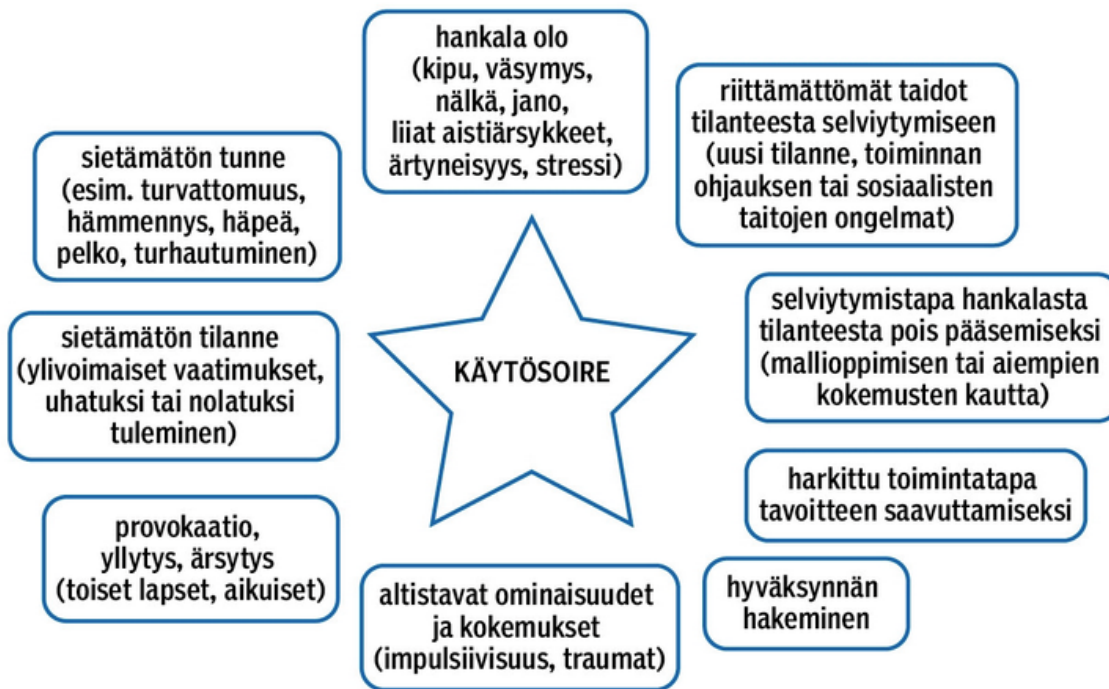 hankala olo
(kipu, väsymys,
nälkä, jano,
liiat aistiärsykkeet,
ärtyneisyys, stressi)
riittämättömät taidot
tilanteesta selviytymiseen
(uusi tilanne, toiminnan
ohjauksen tai sosiaalisten
taitojen ongelmat)
sietämätön tunne
(esim. turvattomuus,
hämmennys, häpeä,
pelko, turhautuminen)
selviytymistapa hankalasta
tilanteesta pois pääsemiseksi
(mallioppimisen tai aiempien
kokemusten kautta)
sietämätön tilanne
(ylivoimaiset vaatimukset,
uhatuksi tai nolatuksi
tuleminen)
KÄYTÖSOIRE
harkittu toimintatapa
tavoitteen saavuttamiseksi
provokaatio,
yllytys, ärsytys
(toiset lapset, aikuiset)
altistavat ominaisuudet
ja kokemukset
(impulsiivisuus, traumat)
hyväksynnän
hakeminen